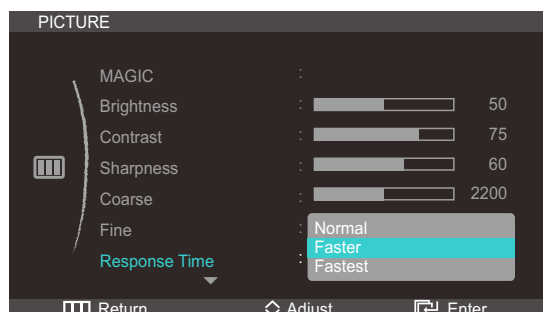 PICTURE
MAGIC :
Brightness : 50
Contrast : 75
Sharpness : 60
Coarse : 2200
Fine : Normal
Faster
Response Time : Fastest
Return Adjust Enter